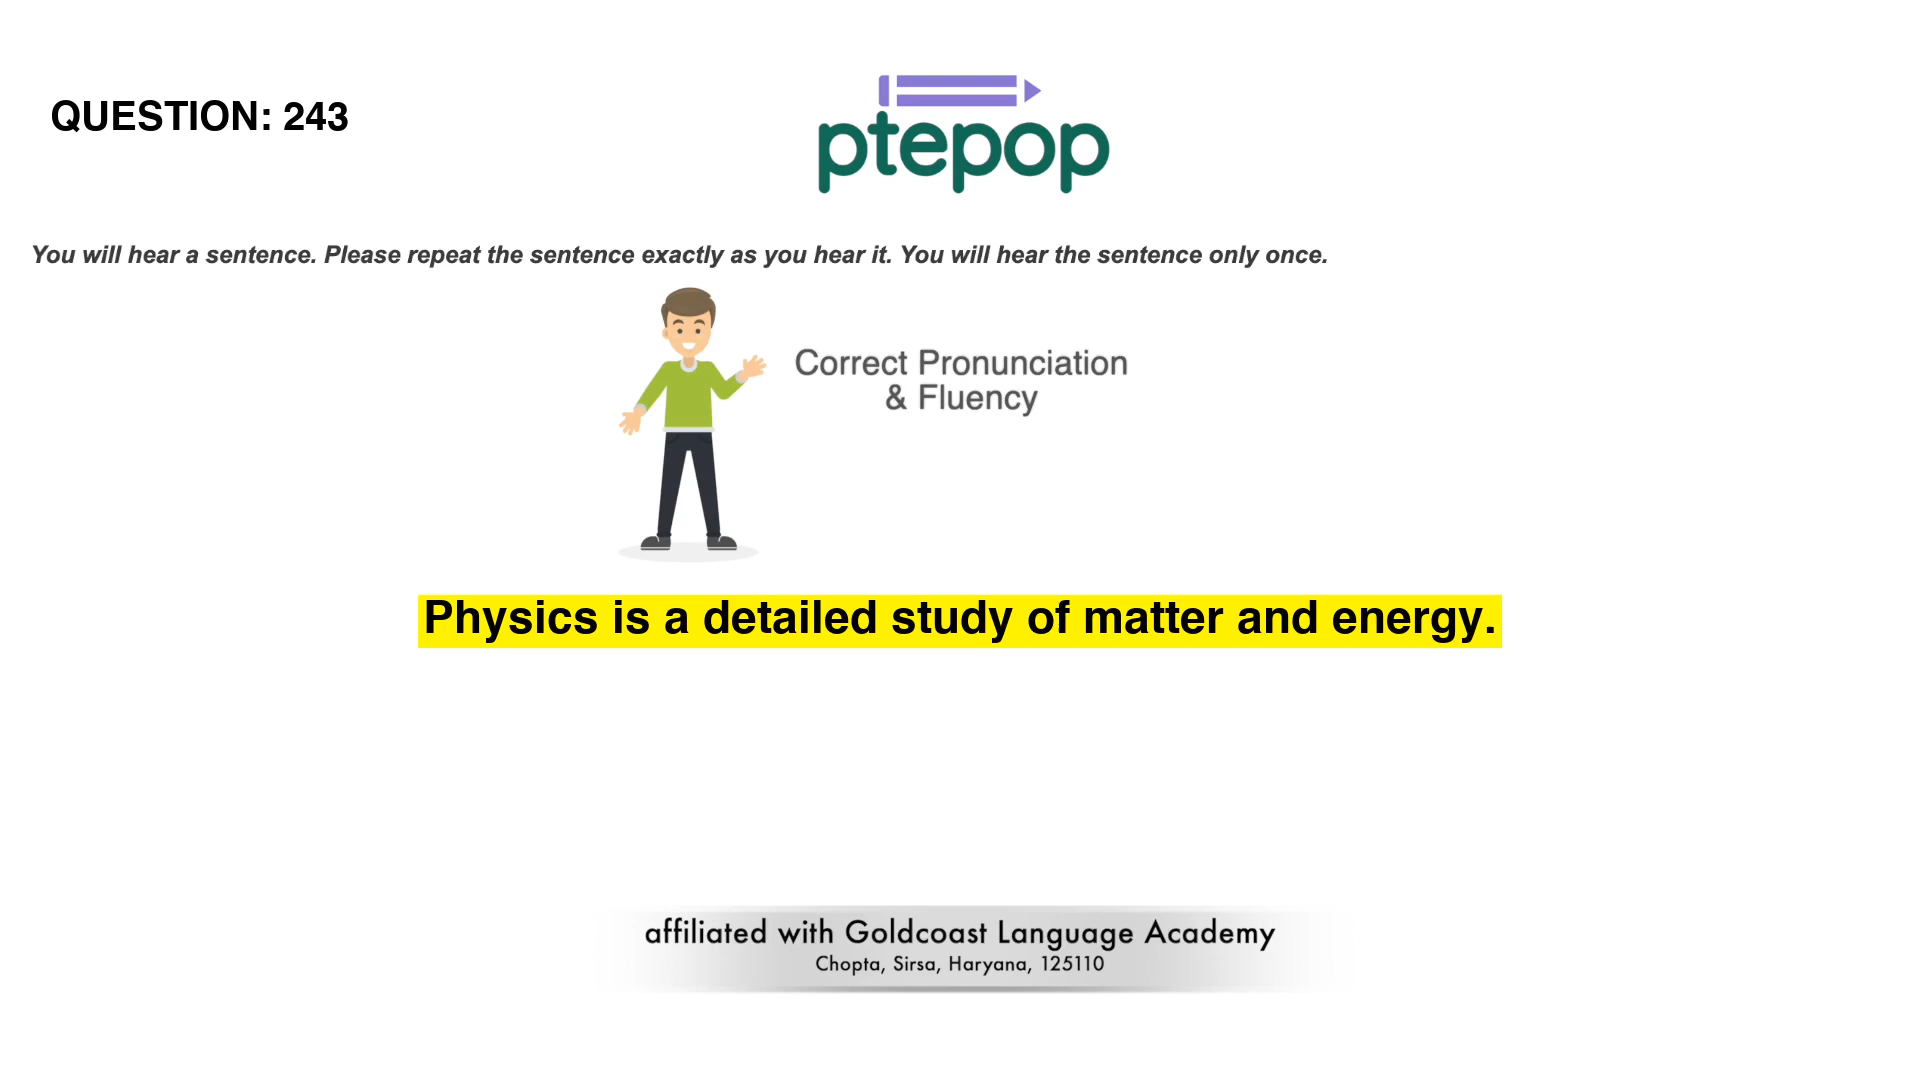 QUESTION: 243
ptepop
You will hear a sentence. Please repeat the sentence exactly as you hear it. You will hear the sentence only once.
Correct Pronunciation
& Fluency
Physics is a detailed study of matter and energy.
affiliated with Goldcoast Language Academy
Chopta, Sirsa, Haryana, 125110